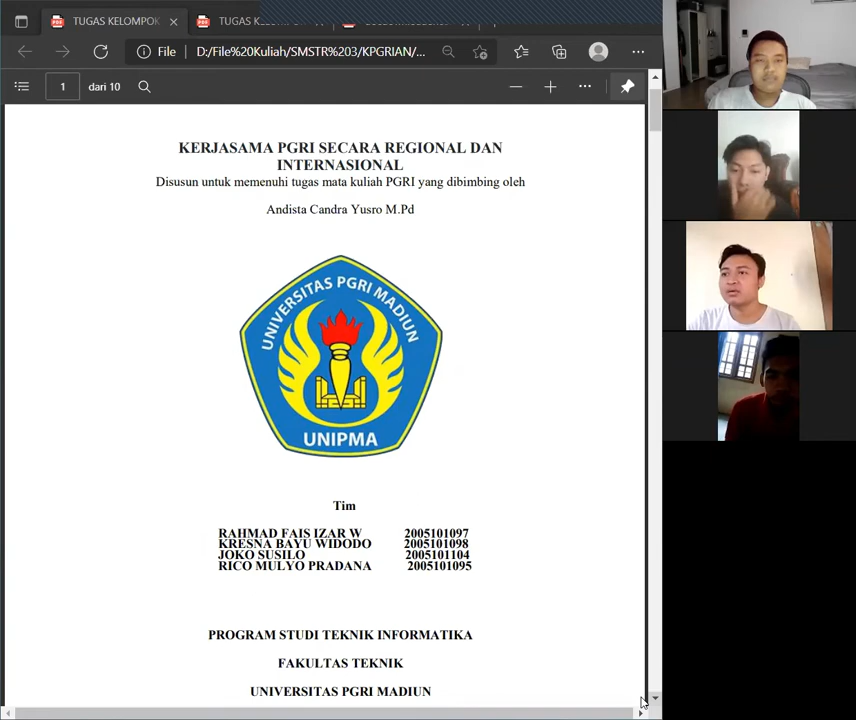 TUGAS KELOMPOK
TUGAS KELOMPOK
File
D:/File%20Kuliah/SMSTR%203/KPGRIAN/...
1
dari 10
KERJASAMA PGRI SECARA REGIONAL DAN
INTERNASIONAL
Disusun untuk memenuhi tugas mata kuliah PGRI yang dibimbing oleh
Andista Candra Yusro M.Pd
UNIVERSITAS PGRI MADIUN
UNIPMA
Tim
RAHMAD FAIS IZAR W 2005101097
KRESNA BAYU WIDODO 2005101098
JOKO SUSILO 2005101104
RICO MULYO PRADANA 2005101095
PROGRAM STUDI TEKNIK INFORMATIKA
FAKULTAS TEKNIK
UNIVERSITAS PGRI MADIUN